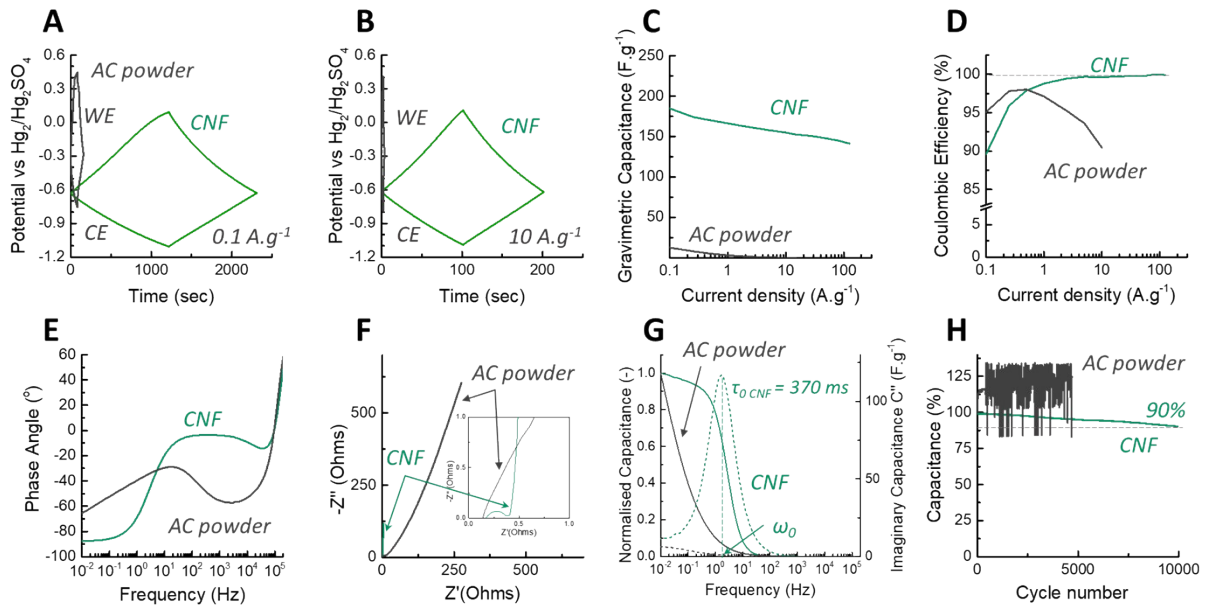 A
Potential vs Hg₂/Hg₂SO₄
0.6
0.3
0.0
-0.3
-0.6
-0.9
-1.2
AC powder
WE
CNF
CE
0.1 A.g⁻¹
0
1000
2000
Time (sec)
B
Potential vs Hg₂/Hg₂SO₄
0.6
0.3
0.0
-0.3
-0.6
-0.9
-1.2
WE
CNF
CE
10 A.g⁻¹
0
100
200
Time (sec)
C
Gravimetric Capacitance (F.g⁻¹)
250
200
150
100
50
0
CNF
AC powder
0.1
1
10
100
Current density (A.g⁻¹)
D
Coulombic Efficiency (%)
100
95
90
85
5
0
CNF
AC powder
0.1
1
10
100
Current density (A.g⁻¹)
E
Phase Angle (°)
60
40
20
0
-20
-40
-60
-80
-100
CNF
AC powder
10⁻² 10⁻¹ 10⁰ 10¹ 10² 10³ 10⁴ 10⁵
Frequency (Hz)
F
-Z"(Ohms)
500
250
0
AC powder
CNF
1.0
0.5
0.0
-Z"(Ohms)
0.0
0.5
1.0
Z'(Ohms)
0
250
500
Z'(Ohms)
G
AC powder
Normalised Capacitance (-)
1.0
0.8
0.6
0.4
0.2
0.0
τ₀ CNF = 370 ms
CNF
ω₀
100
50
0
Imaginary Capacitance C" (F.g⁻¹)
10⁻² 10⁻¹ 10⁰ 10¹ 10² 10³ 10⁴ 10⁵
Frequency (Hz)
H
Capacitance (%)
125
100
75
50
25
0
AC powder
90%
CNF
0
5000
10000
Cycle number